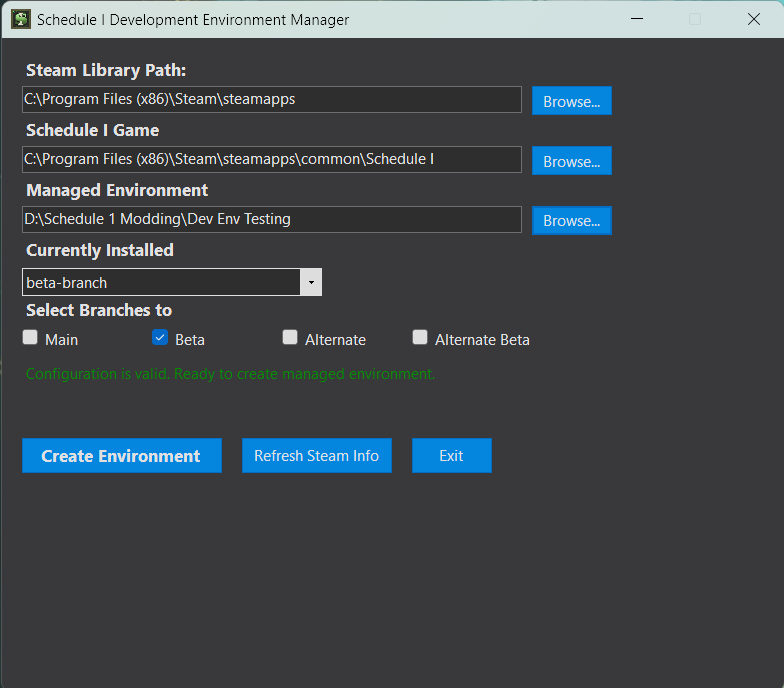 Schedule I Development Environment Manager
Steam Library Path:
C:\Program Files (x86)\Steam\steamapps
Browse...
Schedule I Game
C:\Program Files (x86)\Steam\steamapps\common\Schedule I
Browse...
Managed Environment
D:\Schedule 1 Modding\Dev Env Testing
Browse...
Currently Installed
beta-branch
Select Branches to
Main Beta Alternate Alternate Beta
Configuration is valid. Ready to create managed environment.
Create Environment Refresh Steam Info Exit